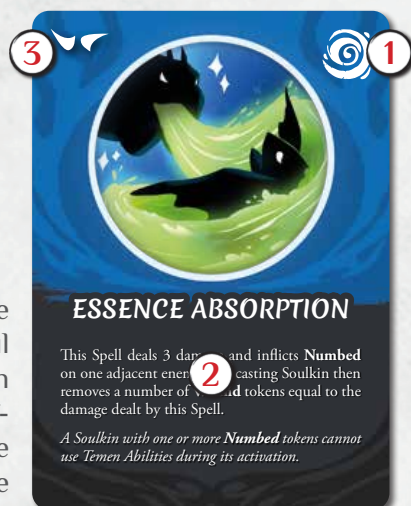 3
1
ESSENCE ABSORPTION
This Spell deals 3 and inflicts Numbed
on one adjacent casting Soulkin then
2
removes a number of tokens equal to the
damage dealt by this Spell.
A Soulkin with one or more Numbed tokens cannot
use Temen Abilities during its activation.